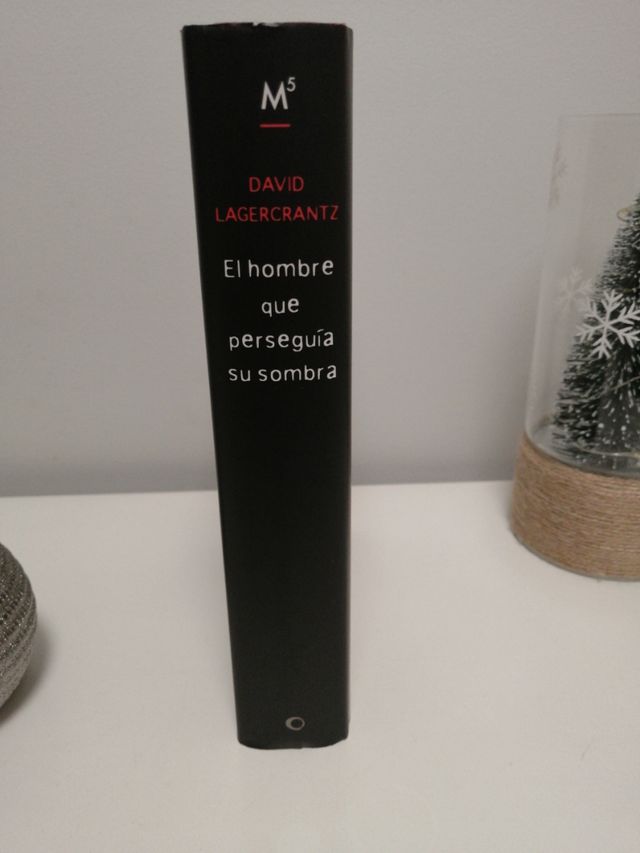 M⁵
DAVID
LAGERCRANTZ
El hombre
que
perseguía
su sombra